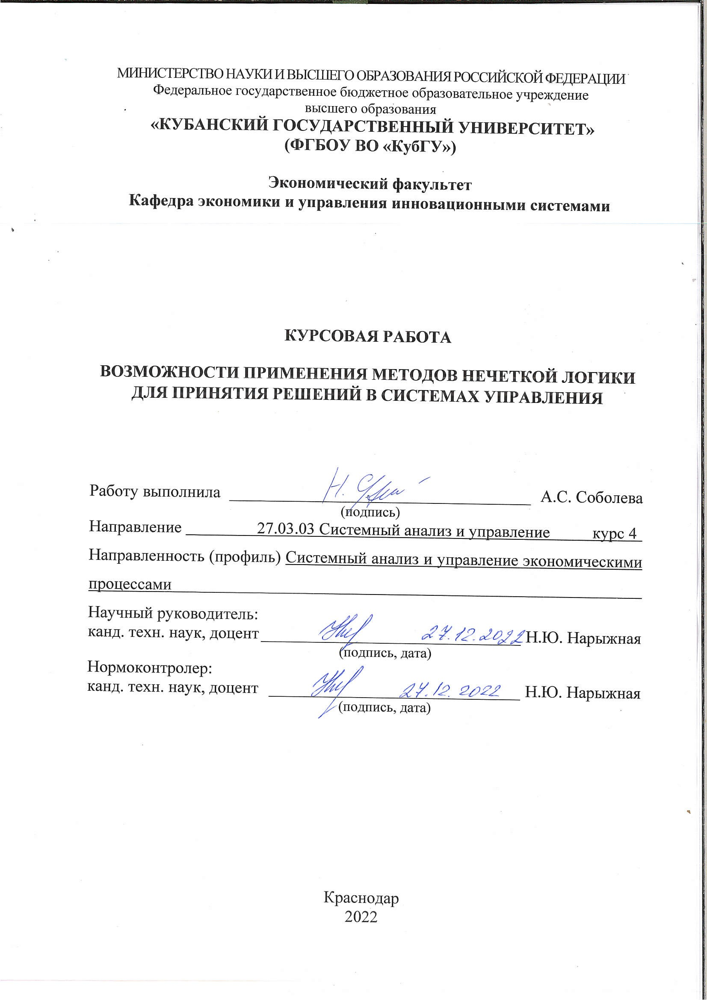 МИНИСТЕРСТВО НАУКИ И ВЫСШЕГО ОБРАЗОВАНИЯ РОССИЙСКОЙ ФЕДЕРАЦИИ
Федеральное государственное бюджетное образовательное учреждение
высшего образования
«КУБАНСКИЙ ГОСУДАРСТВЕННЫЙ УНИВЕРСИТЕТ»
(ФГБОУ ВО «КубГУ»)
Экономический факультет
Кафедра экономики и управления инновационными системами
КУРСОВАЯ РАБОТА
ВОЗМОЖНОСТИ ПРИМЕНЕНИЯ МЕТОДОВ НЕЧЕТКОЙ ЛОГИКИ
ДЛЯ ПРИНЯТИЯ РЕШЕНИЙ В СИСТЕМАХ УПРАВЛЕНИЯ
Работу выполнила А.С. Соболева
(подпись)
Направление 27.03.03 Системный анализ и управление курс 4
Направленность (профиль) Системный анализ и управление экономическими
процессами
Научный руководитель:
канд. техн. наук, доцент 27.12.2022 Н.Ю. Нарыжная
(подпись, дата)
Нормоконтролер:
канд. техн. наук, доцент 27.12.2022 Н.Ю. Нарыжная
(подпись, дата)
Краснодар
2022